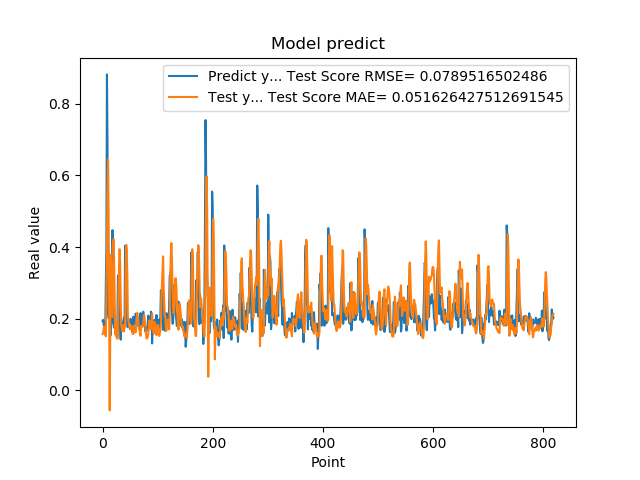 Model predict
Predict y... Test Score RMSE= 0.0789516502486
Test y... Test Score MAE= 0.051626427512691545
Real value
0.8
0.6
0.4
0.2
0.0
0 200 400 600 800
Point